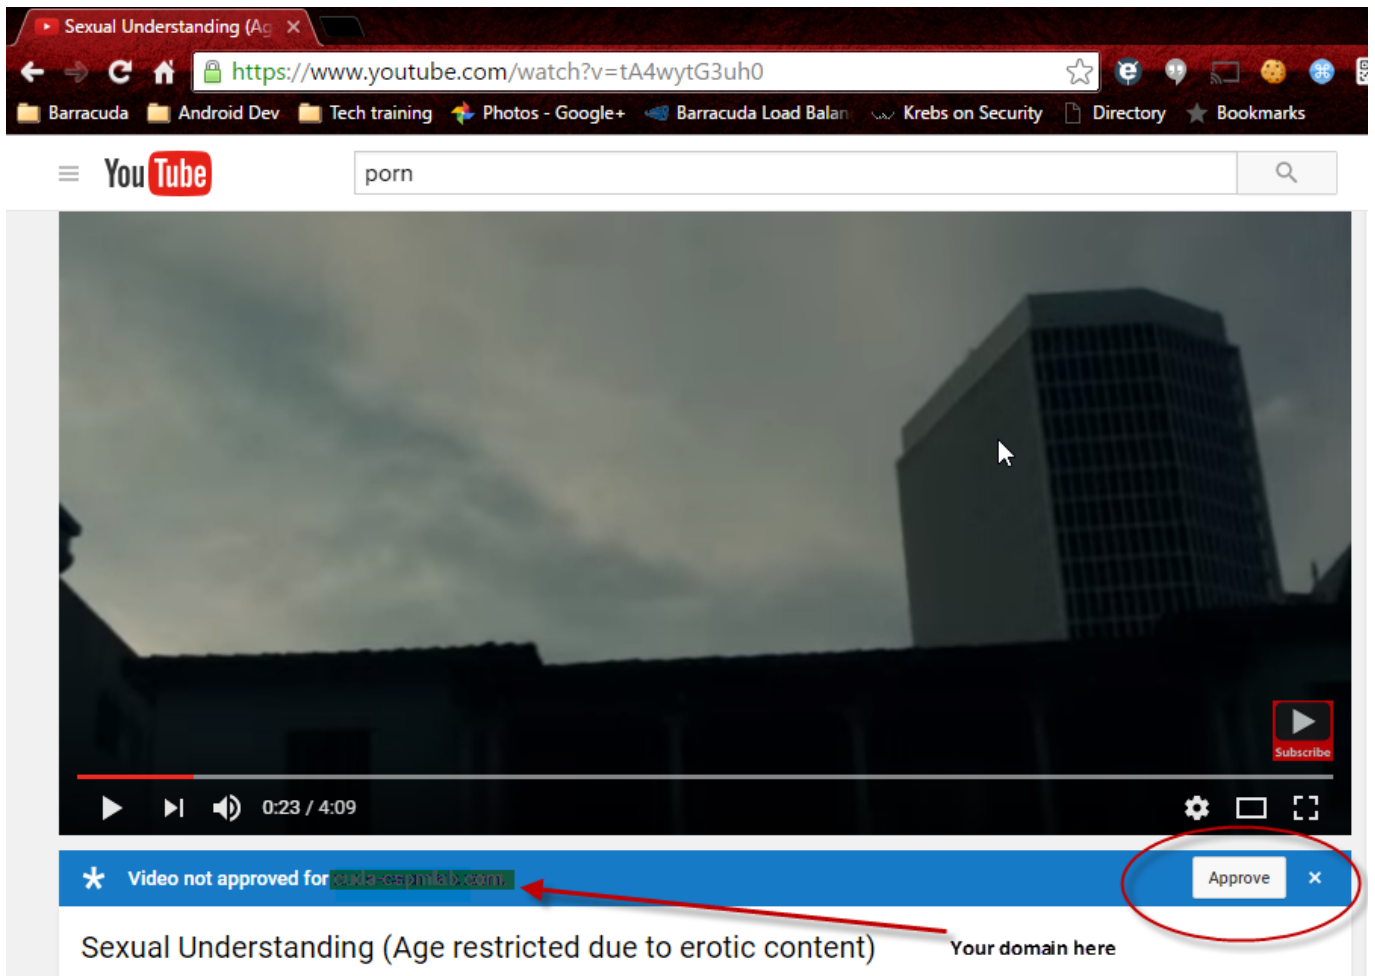 Sexual Understanding (Ag
https://www.youtube.com/watch?v=tA4wytG3uh0
Barracuda Android Dev Tech training Photos - Google+ Barracuda Load Balan Krebs on Security Directory Bookmarks
YouTube porn
Subscribe
0:23 / 4:09
Video not approved for Approve
Sexual Understanding (Age restricted due to erotic content) Your domain here